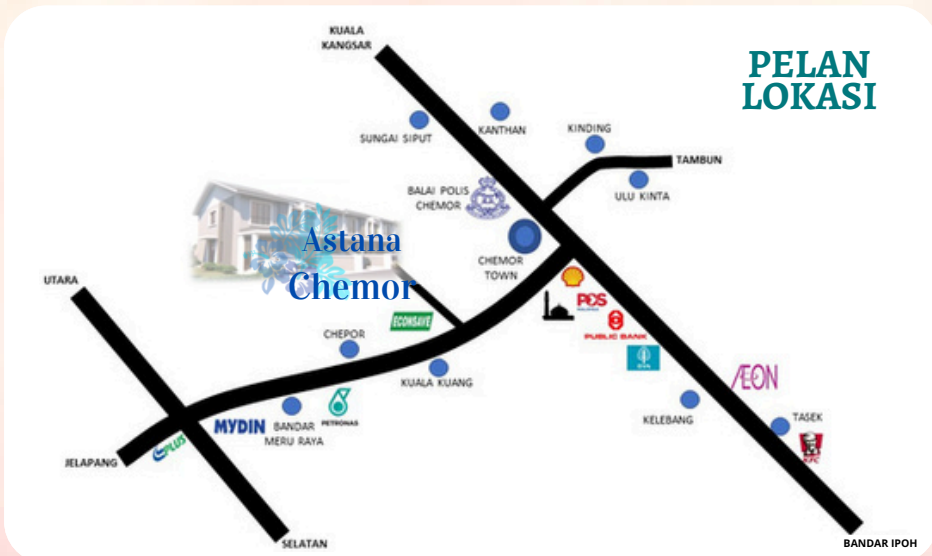 KUALA
KANGSAR
PELAN
LOKASI
SUNGAI SIPUT
KANTHAN
KINDING
TAMBUN
ULU KINTA
BALAI POLIS
CHEMOR
Astana
Chemor
CHEMOR
TOWN
UTARA
ECONSAVE
POS
PUBLIC BANK
BSN
CHEPOR
KUALA KUANG
AEON
KELEBANG
TASEK
KFC
MYDIN
BANDAR
MERU RAYA
PETRONAS
PLUS
JELAPANG
SELATAN
BANDAR IPOH